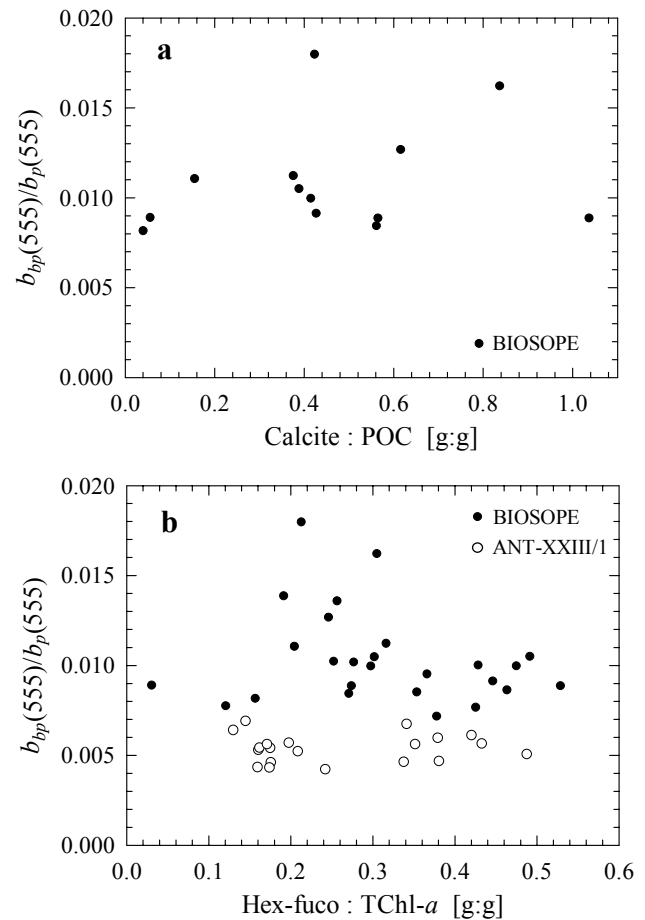 a
0.020
0.015
0.010
0.005
0.000
b_bp(555)/b_p(555)
BIOSOPE
0.0 0.2 0.4 0.6 0.8 1.0
Calcite : POC [g:g]
b
BIOSOPE
ANT-XXIII/1
0.020
0.015
0.010
0.005
0.000
b_bp(555)/b_p(555)
0.0 0.1 0.2 0.3 0.4 0.5 0.6
Hex-fuco : TChl-a [g:g]